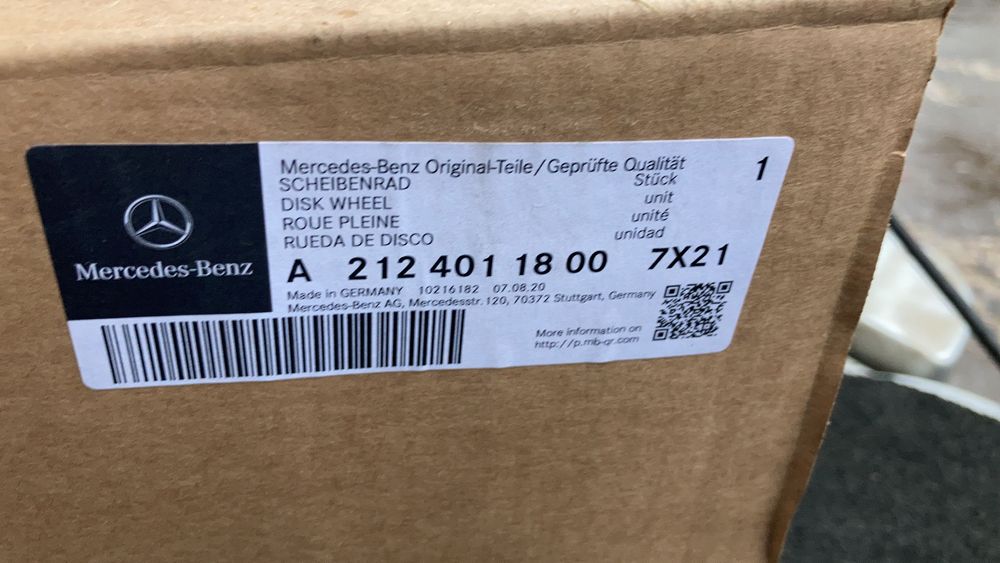 Mercedes-Benz
Mercedes-Benz Original-Teile/Geprüfte Qualität
1
SCHEIBENRAD
Stück
DISK WHEEL
unit
ROUE PLEINE
unité
RUEDA DE DISCO
unidad
A 212 401 18 00 7X21
Made in GERMANY 10216182 07.08.20
Mercedes-Benz AG, Mercedesstr. 120, 70372 Stuttgart, Germany
More information on
http://p.mb-qr.com